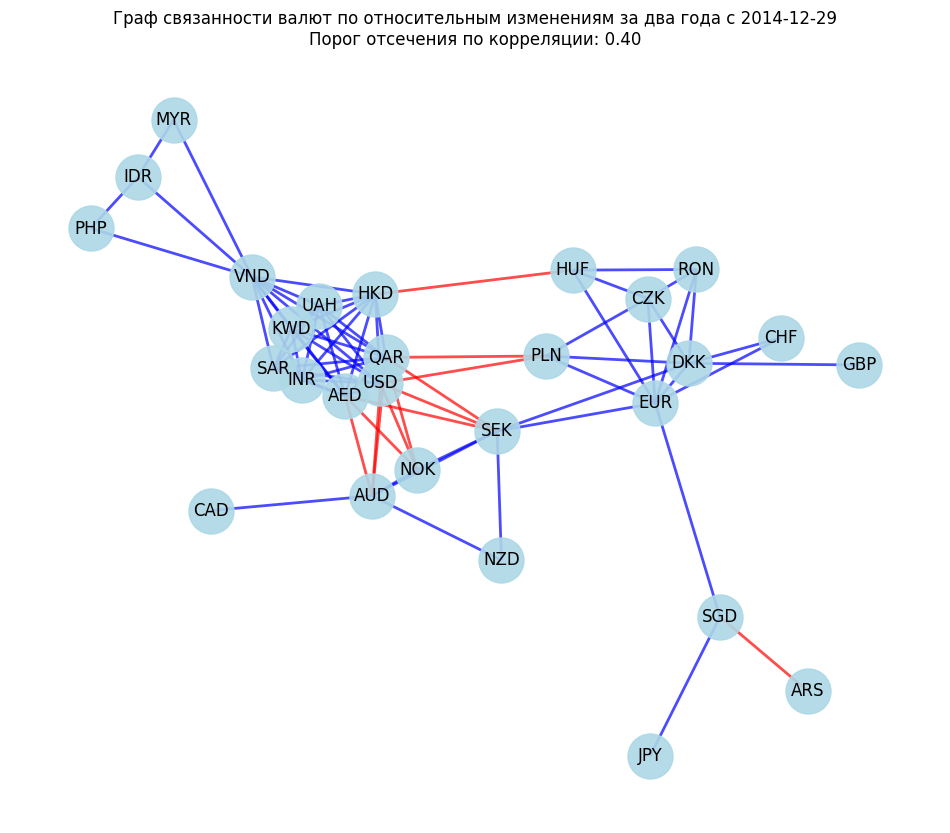 Граф связанности валют по относительным изменениям за два года с 2014-12-29
Порог отсечения по корреляции: 0.40
MYR
IDR
PHP
VND
UAH
HKD
KWD
QAR
SAR
INR
USD
AED
HUF
RON
CZK
CHF
PLN
DKK
GBP
EUR
SEK
NOK
AUD
CAD
NZD
SGD
ARS
JPY